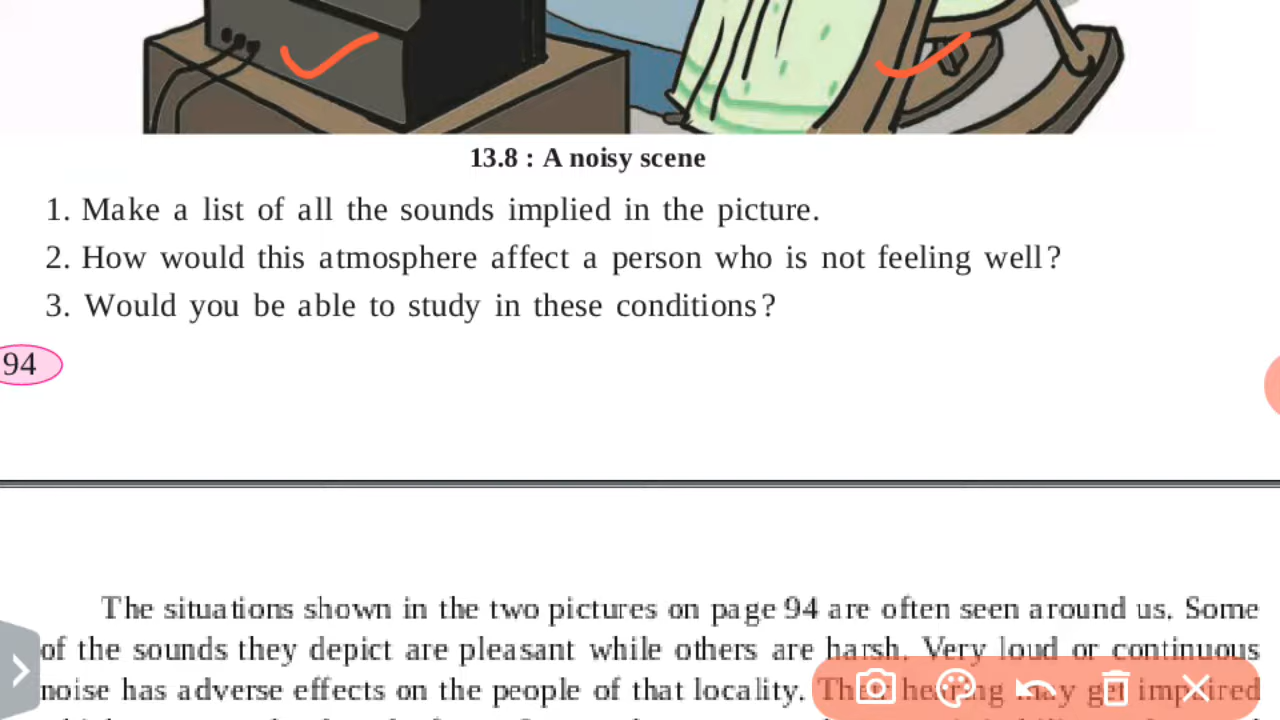 13.8 : A noisy scene
1. Make a list of all the sounds implied in the picture.
2. How would this atmosphere affect a person who is not feeling well?
3. Would you be able to study in these conditions?
94
The situations shown in the two pictures on page 94 are often seen around us. Some
of the sounds they depict are pleasant while others are harsh. Very loud or continuous
noise has adverse effects on the people of that locality. Their hearing may get impaired